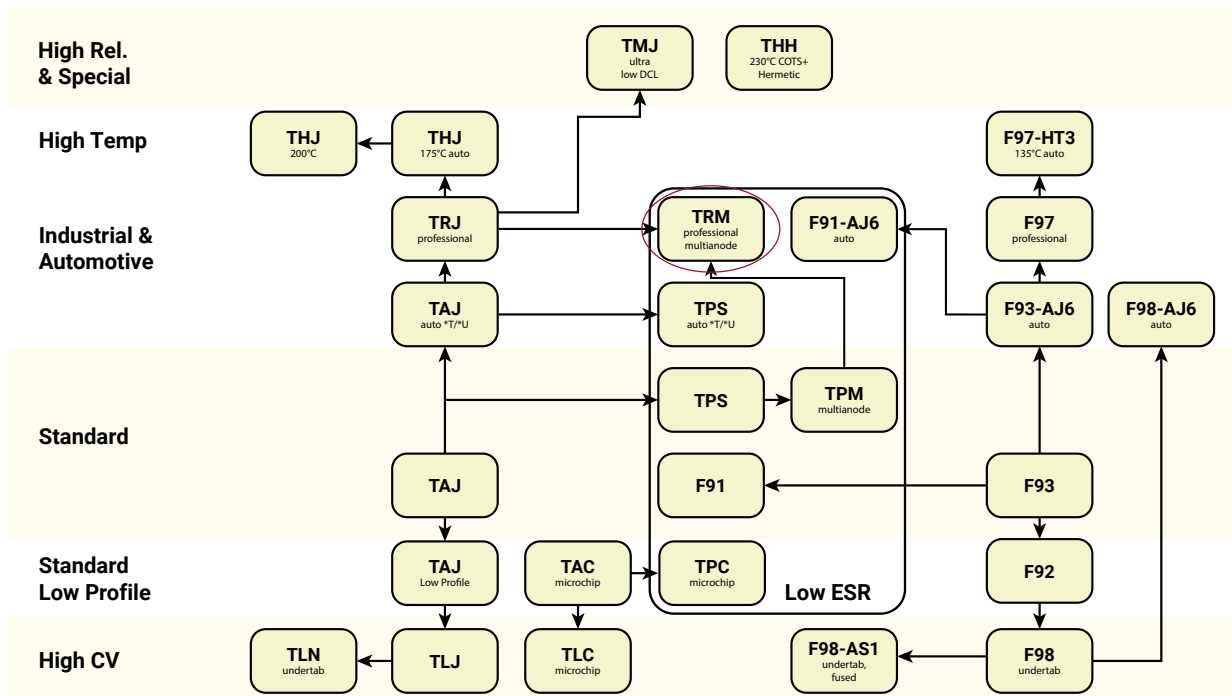 High Rel.
& Special
TMJ
ultra
low DCL
THH
230°C COTS+
Hermetic
High Temp
THJ
200°C
THJ
175°C auto
F97-HT3
135°C auto
Industrial &
Automotive
TRJ
professional
TRM
professional
multianode
F91-AJ6
auto
F97
professional
TAJ
auto *T/*U
TPS
auto *T/*U
F93-AJ6
auto
F98-AJ6
auto
Standard
TPS
TPM
multianode
TAJ
F91
F93
Standard
Low Profile
TAJ
Low Profile
TAC
microchip
TPC
microchip
Low ESR
F92
High CV
TLN
undertab
TLJ
TLC
microchip
F98-AS1
undertab,
fused
F98
undertab